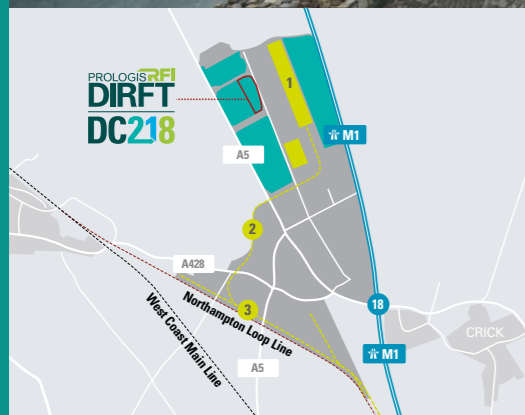 PROLOGIS RFI
DIRFT
DC218
1
M1
A5
2
A428
3
Northampton Loop Line
West Coast Main Line
18
CRICK
M1
A5